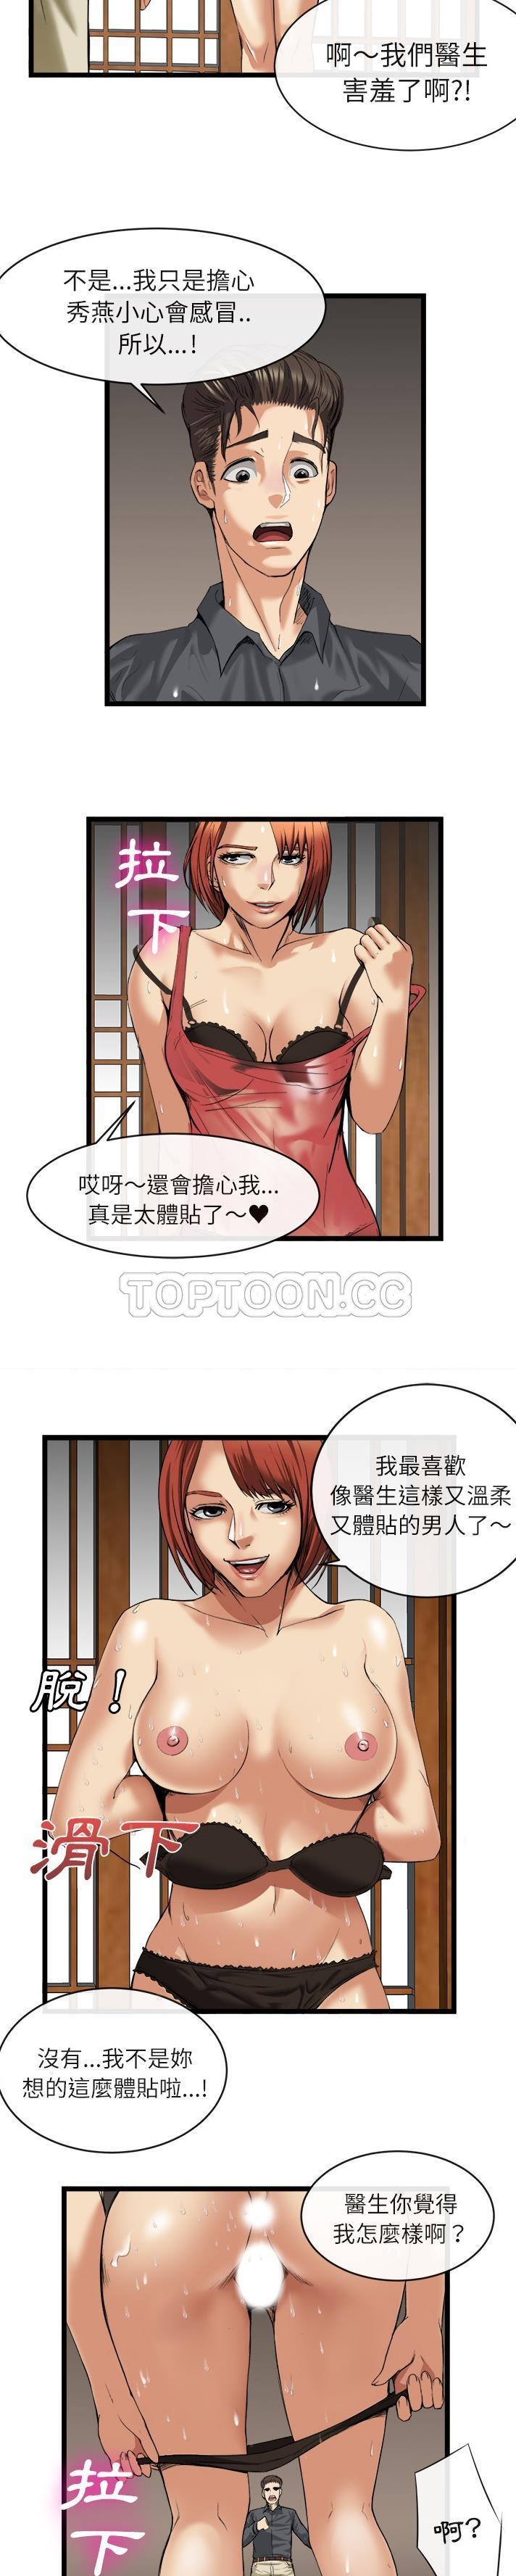 啊～我們醫生
害羞了啊?!
不是...我只是擔心
秀燕小心會感冒..
所以...!
拉
下
哎呀～還會擔心我...
真是太體貼了～♥
TOPTOON.CC
我最喜歡
像醫生這樣又溫柔
又體貼的男人了～
脫！
滑下
沒有...我不是妳
想的這麼體貼啦...!
醫生你覺得
我怎麼樣啊？
拉
下
啊?